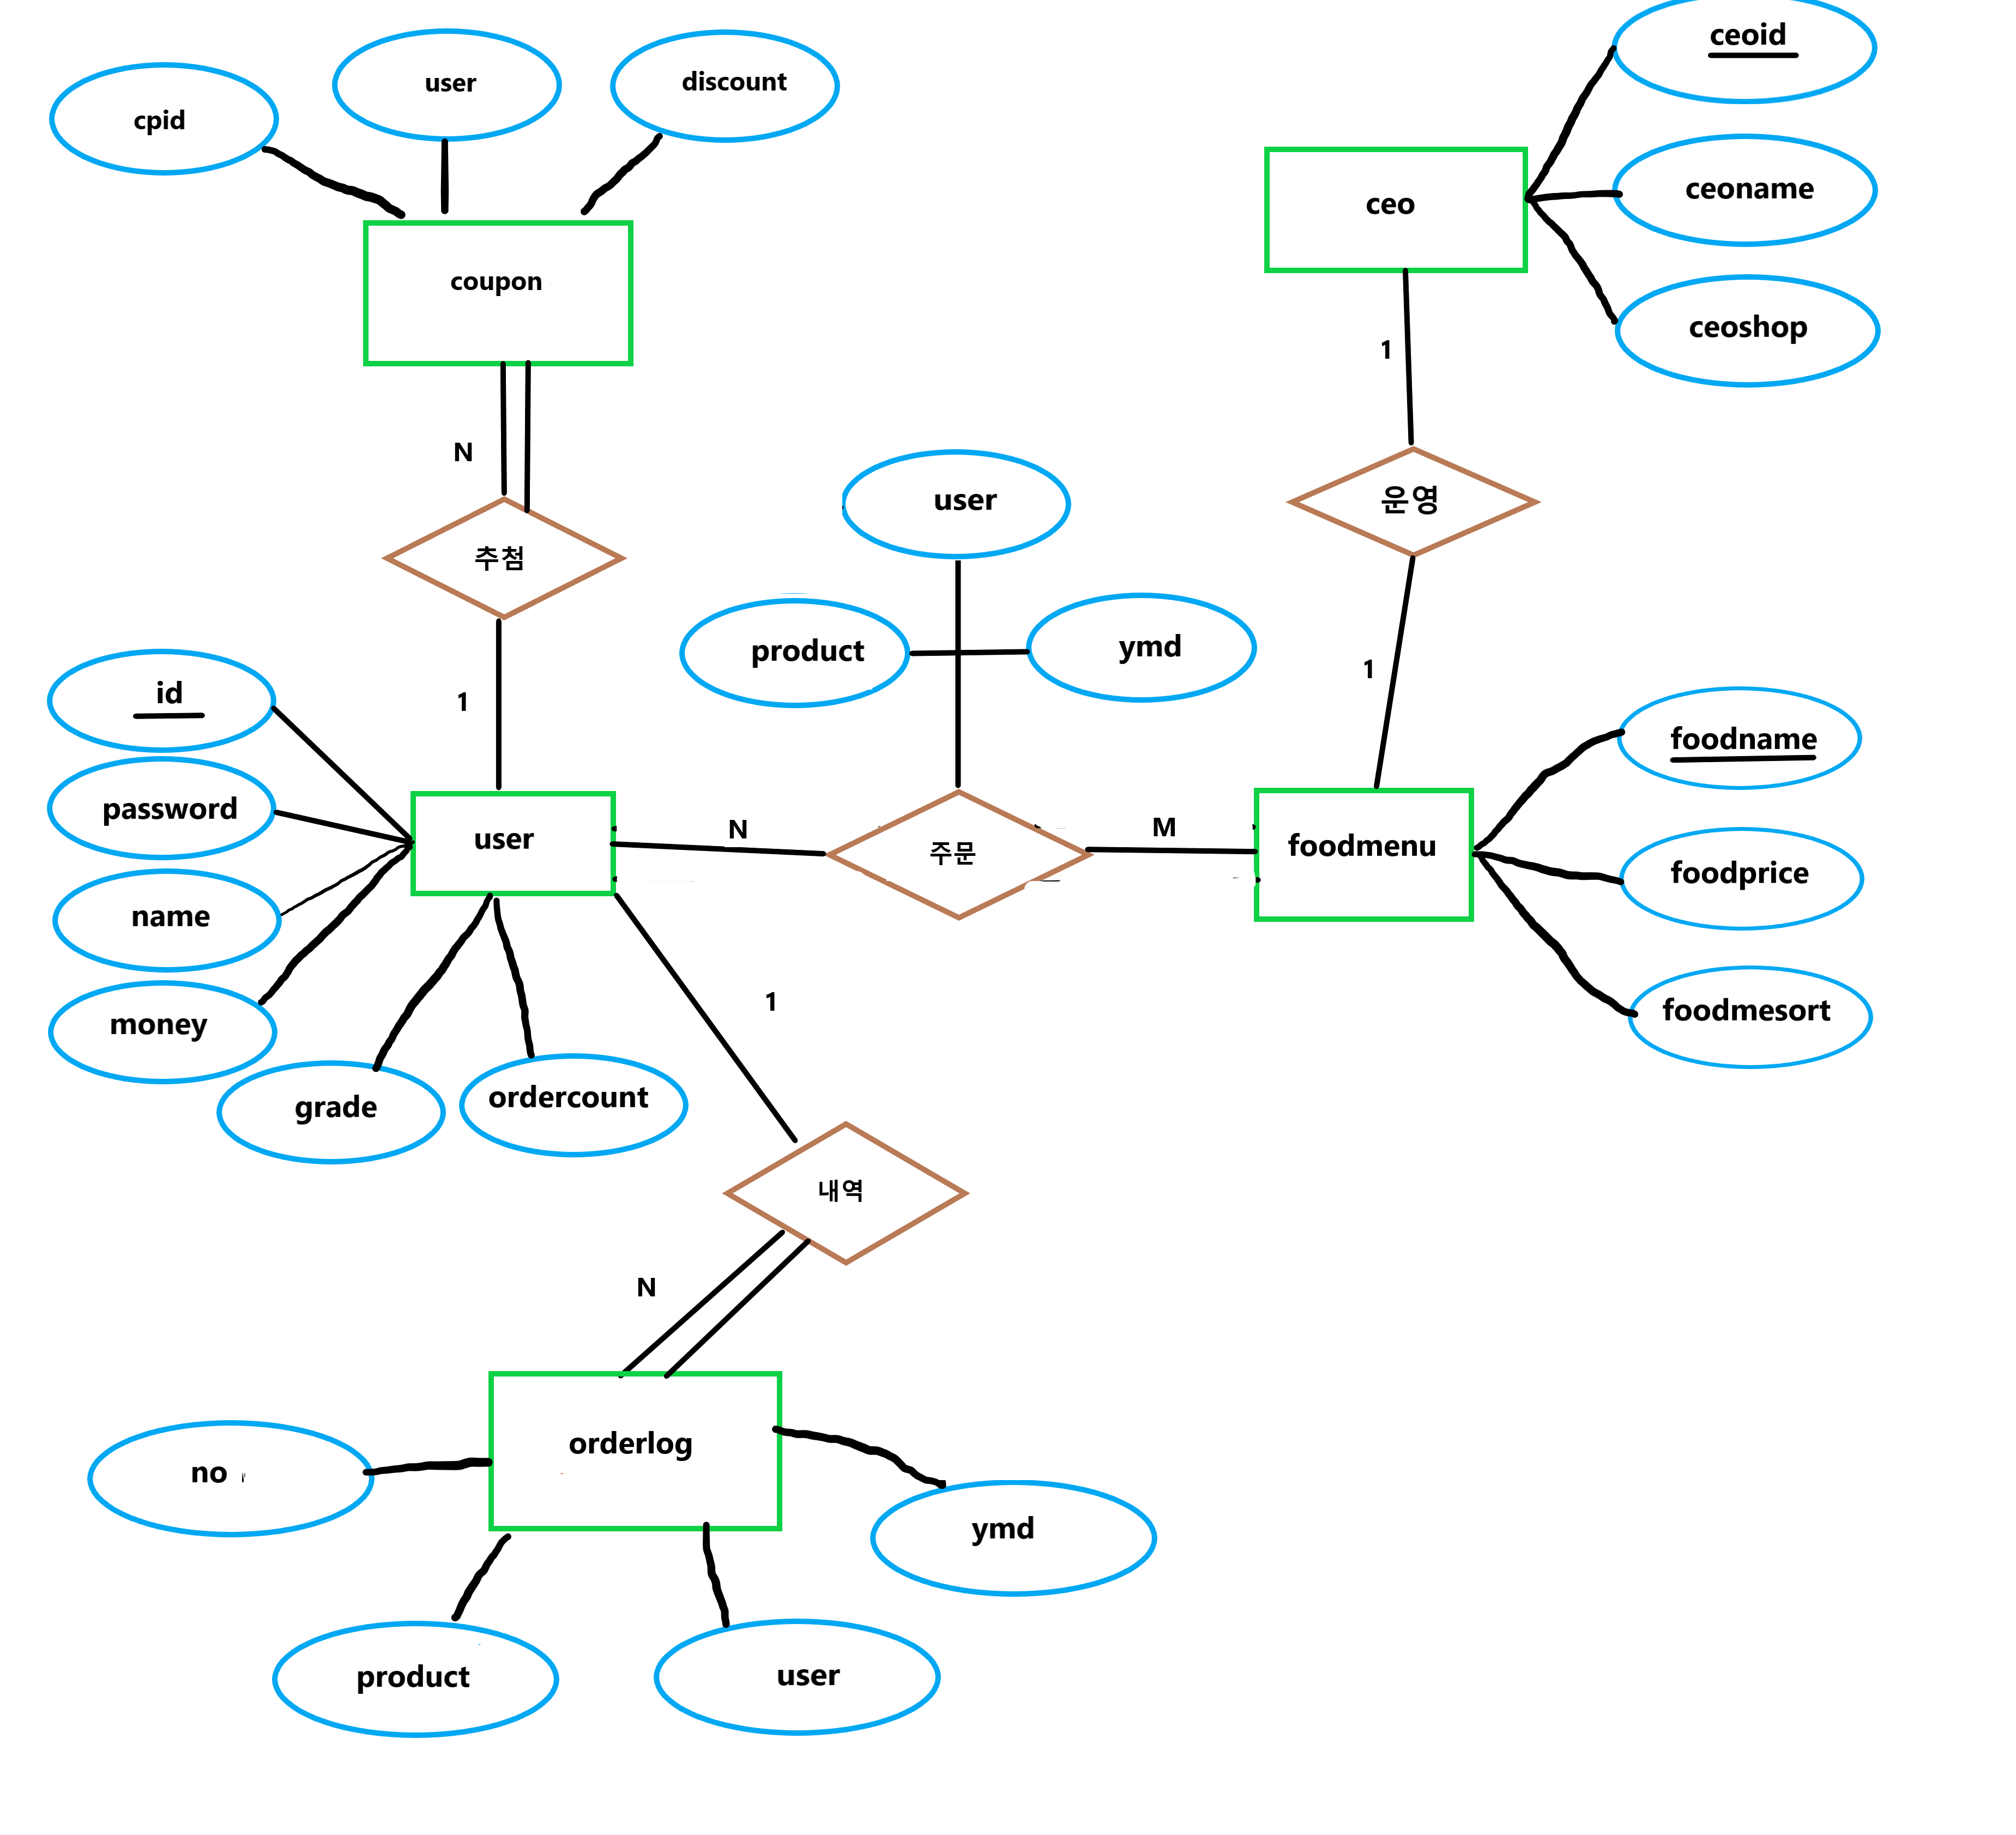 cpid
user
discount
coupon
N
추첨
1
ceoid
ceoname
ceoshop
ceo
1
운영
1
user
product
ymd
id
password
name
money
grade
ordercount
user
N
주문
M
foodmenu
foodname
foodprice
foodmesort
1
내역
N
orderlog
no
ymd
product
user